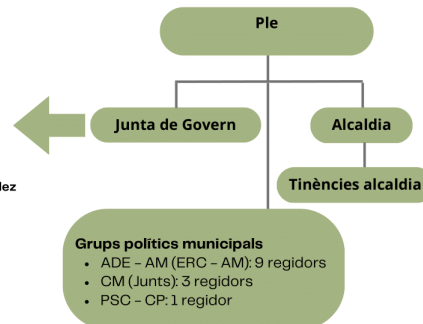 Ple
Junta de Govern
Alcaldia
Tinències alcaldia
Grups polítics municipals
• ADE – AM (ERC – AM): 9 regidors
• CM (Junts): 3 regidors
• PSC – CP: 1 regidor